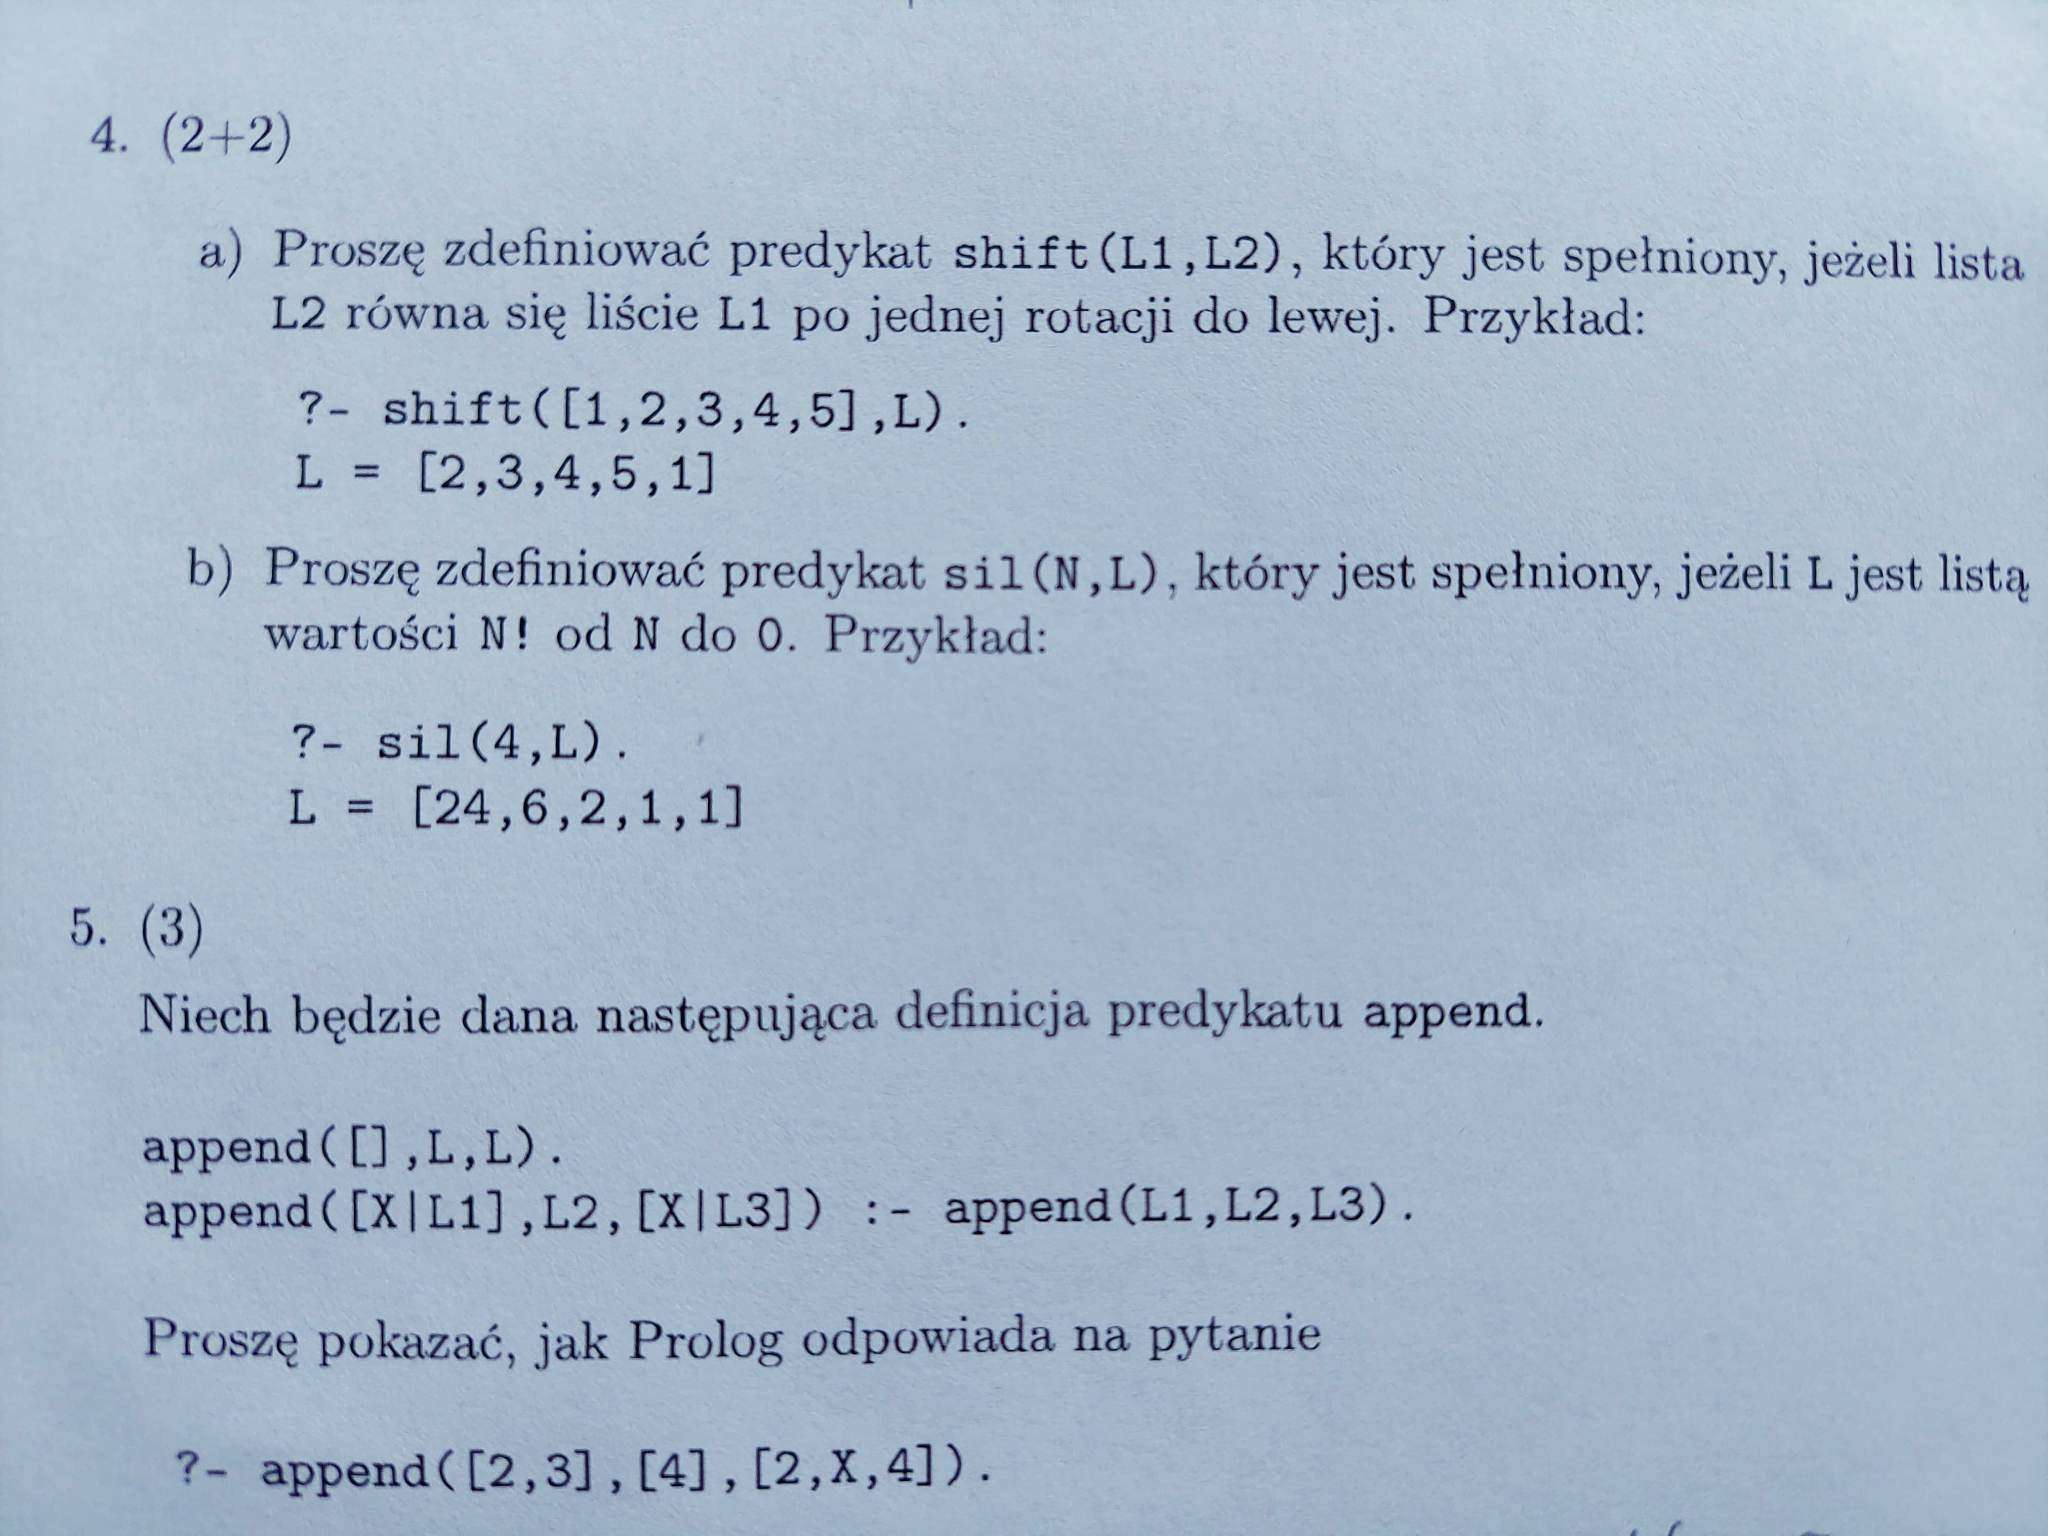 4. (2+2)
a) Proszę zdefiniować predykat shift(L1,L2), który jest spełniony, jeżeli lista
L2 równa się liście L1 po jednej rotacji do lewej. Przykład:
?- shift([1,2,3,4,5],L).
L = [2,3,4,5,1]
b) Proszę zdefiniować predykat sil(N,L), który jest spełniony, jeżeli L jest listą
wartości N! od N do 0. Przykład:
?- sil(4,L).
L = [24,6,2,1,1]
5. (3)
Niech będzie dana następująca definicja predykatu append.
append([],L,L).
append([X|L1],L2,[X|L3]) :- append(L1,L2,L3).
Proszę pokazać, jak Prolog odpowiada na pytanie
?- append([2,3],[4],[2,X,4]).